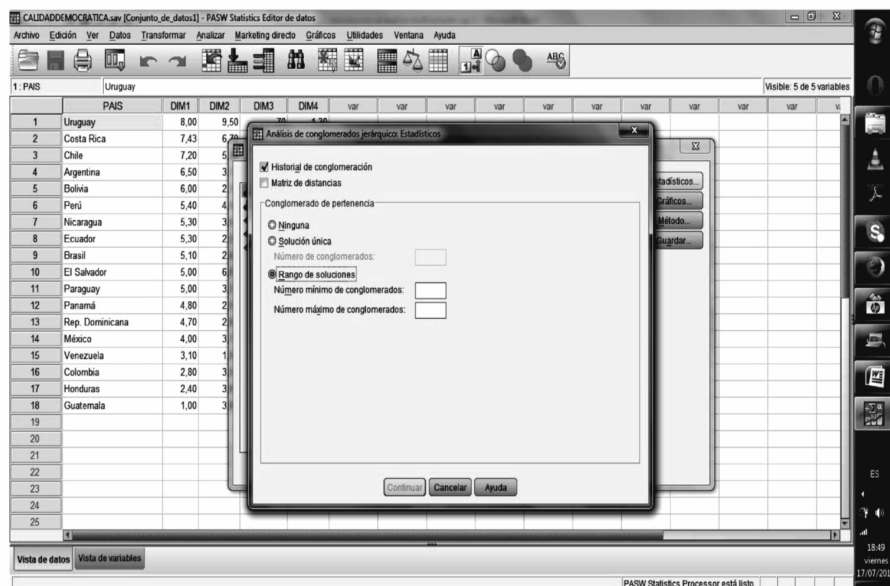 CALIDADDEMOCRATICA.sav [Conjunto_de_datos1] - PASW Statistics Editor de datos
Archivo Edición Ver Datos Transformar Analizar Marketing directo Gráficos Utilidades Ventana Ayuda
1 : PAIS Uruguay Visible: 5 de 5 variables
PAIS DIM1 DIM2 DIM3 DIM4 var var var var var var var var var
1 Uruguay 8,00 9,50
2 Costa Rica 7,43
3 Chile 7,20
4 Argentina 6,50
5 Bolivia 6,00
6 Perú 5,40
7 Nicaragua 5,30
8 Ecuador 5,30
9 Brasil 5,10
10 El Salvador 5,00
11 Paraguay 5,00
12 Panamá 4,80
13 Rep. Dominicana 4,70
14 México 4,00
15 Venezuela 3,10
16 Colombia 2,80
17 Honduras 2,40
18 Guatemala 1,00
19
20
21
22
23
24
25
Análisis de conglomerados jerárquico: Estadísticos
Historial de conglomeración
Matriz de distancias
Conglomerado de pertenencia
Ninguna
Solución única
Número de conglomerados:
Rango de soluciones
Número mínimo de conglomerados:
Número máximo de conglomerados:
Continuar Cancelar Ayuda
tadísticos...
Gráficos...
Método...
Guardar...
Vista de datos Vista de variables
PASW Statistics Processor está listo
ES
18:49
viernes
17/07/201